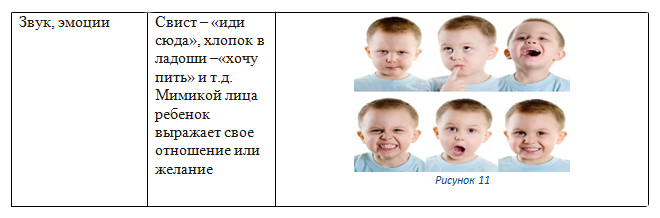 Звук, эмоции
Свист – «иди
сюда», хлопок в
ладоши –«хочу
пить» и т.д.
Мимикой лица
ребенок
выражает свое
отношение или
желание
Рисунок 11